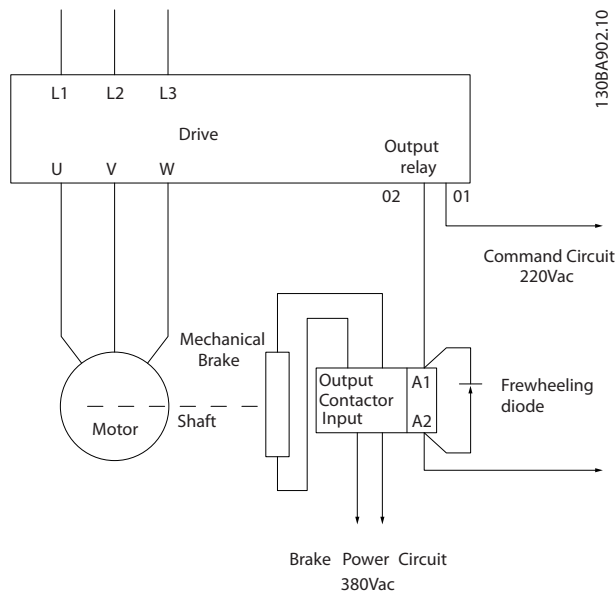 130BA902.10
L1 L2 L3
Drive
Output
relay
U V W
02 01
Command Circuit
220Vac
Mechanical
Brake
Output
Contactor
Input
A1
A2
Frewheeling
diode
Motor
Shaft
Brake Power Circuit
380Vac